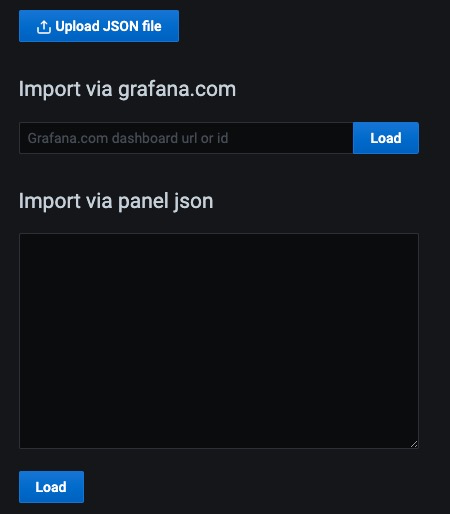 Upload JSON file
Import via grafana.com
Grafana.com dashboard url or id Load
Import via panel json
Load